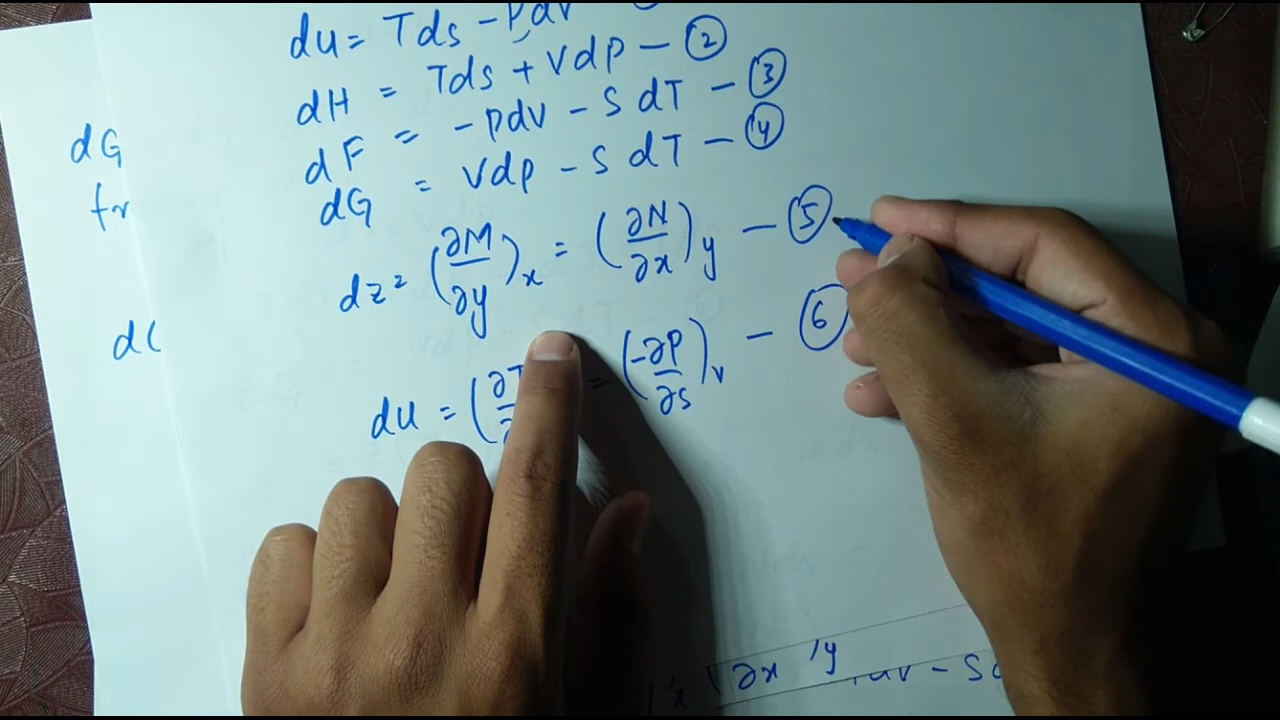 du = Tds - Pdv
dH = Tds + Vdp - ②
dF = - Pdv - S dT - ③
dG = Vdp - S dT - ④
dz = (∂M/∂y)x = (∂N/∂x)y - ⑤
du = (∂T = (-∂P/∂s)v - ⑥
dG
fr
d(
∂x y